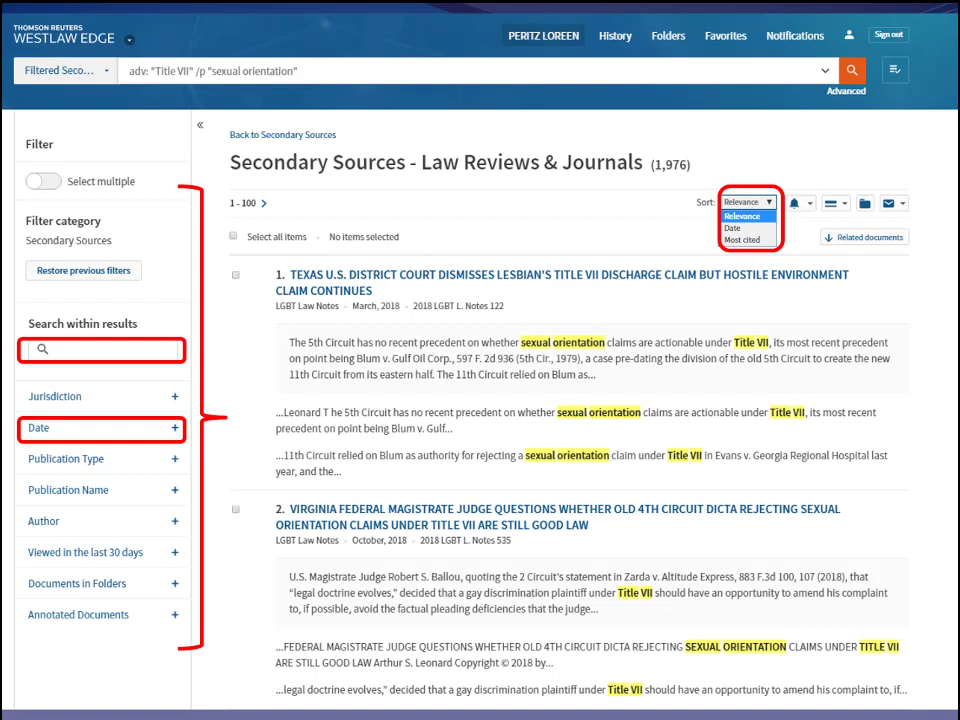 THOMSON REUTERS
WESTLAW EDGE
PERITZ LOREEN History Folders Favorites Notifications Sign out
Filtered Seco... adv: "Title VII" /p "sexual orientation"
Advanced
Filter
Select multiple
Filter category
Secondary Sources
Restore previous filters
Search within results
Jurisdiction +
Date +
Publication Type +
Publication Name +
Author +
Viewed in the last 30 days +
Documents in Folders +
Annotated Documents +
«
Back to Secondary Sources
Secondary Sources - Law Reviews & Journals (1,976)
1 - 100
Sort: Relevance
Relevance
Date
Most cited
Select all items - No items selected
Related documents
1. TEXAS U.S. DISTRICT COURT DISMISSES LESBIAN'S TITLE VII DISCHARGE CLAIM BUT HOSTILE ENVIRONMENT
CLAIM CONTINUES
LGBT Law Notes - March, 2018 - 2018 LGBT L. Notes 122
The 5th Circuit has no recent precedent on whether sexual orientation claims are actionable under Title VII, its most recent precedent
on point being Blum v. Gulf Oil Corp., 597 F. 2d 936 (5th Cir., 1979), a case pre-dating the division of the old 5th Circuit to create the new
11th Circuit from its eastern half. The 11th Circuit relied on Blum as...
...Leonard T he 5th Circuit has no recent precedent on whether sexual orientation claims are actionable under Title VII, its most recent
precedent on point being Blum v. Gulf...
...11th Circuit relied on Blum as authority for rejecting a sexual orientation claim under Title VII in Evans v. Georgia Regional Hospital last
year, and the...
2. VIRGINIA FEDERAL MAGISTRATE JUDGE QUESTIONS WHETHER OLD 4TH CIRCUIT DICTA REJECTING SEXUAL
ORIENTATION CLAIMS UNDER TITLE VII ARE STILL GOOD LAW
LGBT Law Notes - October, 2018 - 2018 LGBT L. Notes 535
U.S. Magistrate Judge Robert S. Ballou, quoting the 2 Circuit's statement in Zarda v. Altitude Express, 883 F.3d 100, 107 (2018), that
“legal doctrine evolves,” decided that a gay discrimination plaintiff under Title VII should have an opportunity to amend his complaint
to, if possible, avoid the factual pleading deficiencies that the judge...
...FEDERAL MAGISTRATE JUDGE QUESTIONS WHETHER OLD 4TH CIRCUIT DICTA REJECTING SEXUAL ORIENTATION CLAIMS UNDER TITLE VII
ARE STILL GOOD LAW Arthur S. Leonard Copyright © 2018 by...
...legal doctrine evolves,” decided that a gay discrimination plaintiff under Title VII should have an opportunity to amend his complaint to, if...